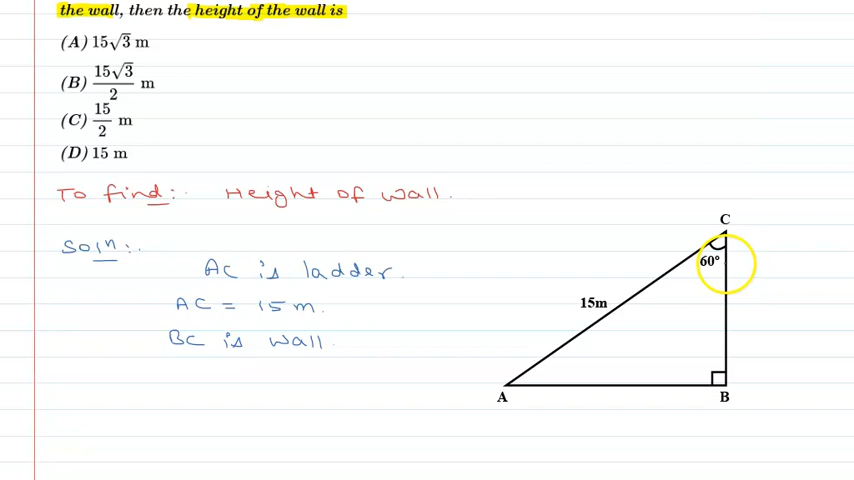 the wall, then the height of the wall is
(A) 15√3 m
(B) 15√3/2 m
(C) 15/2 m
(D) 15 m
To find:. Height of Wall.
Soln:.
AC is ladder.
AC = 15 m.
BC is wall.
C
60°
15m
A
B